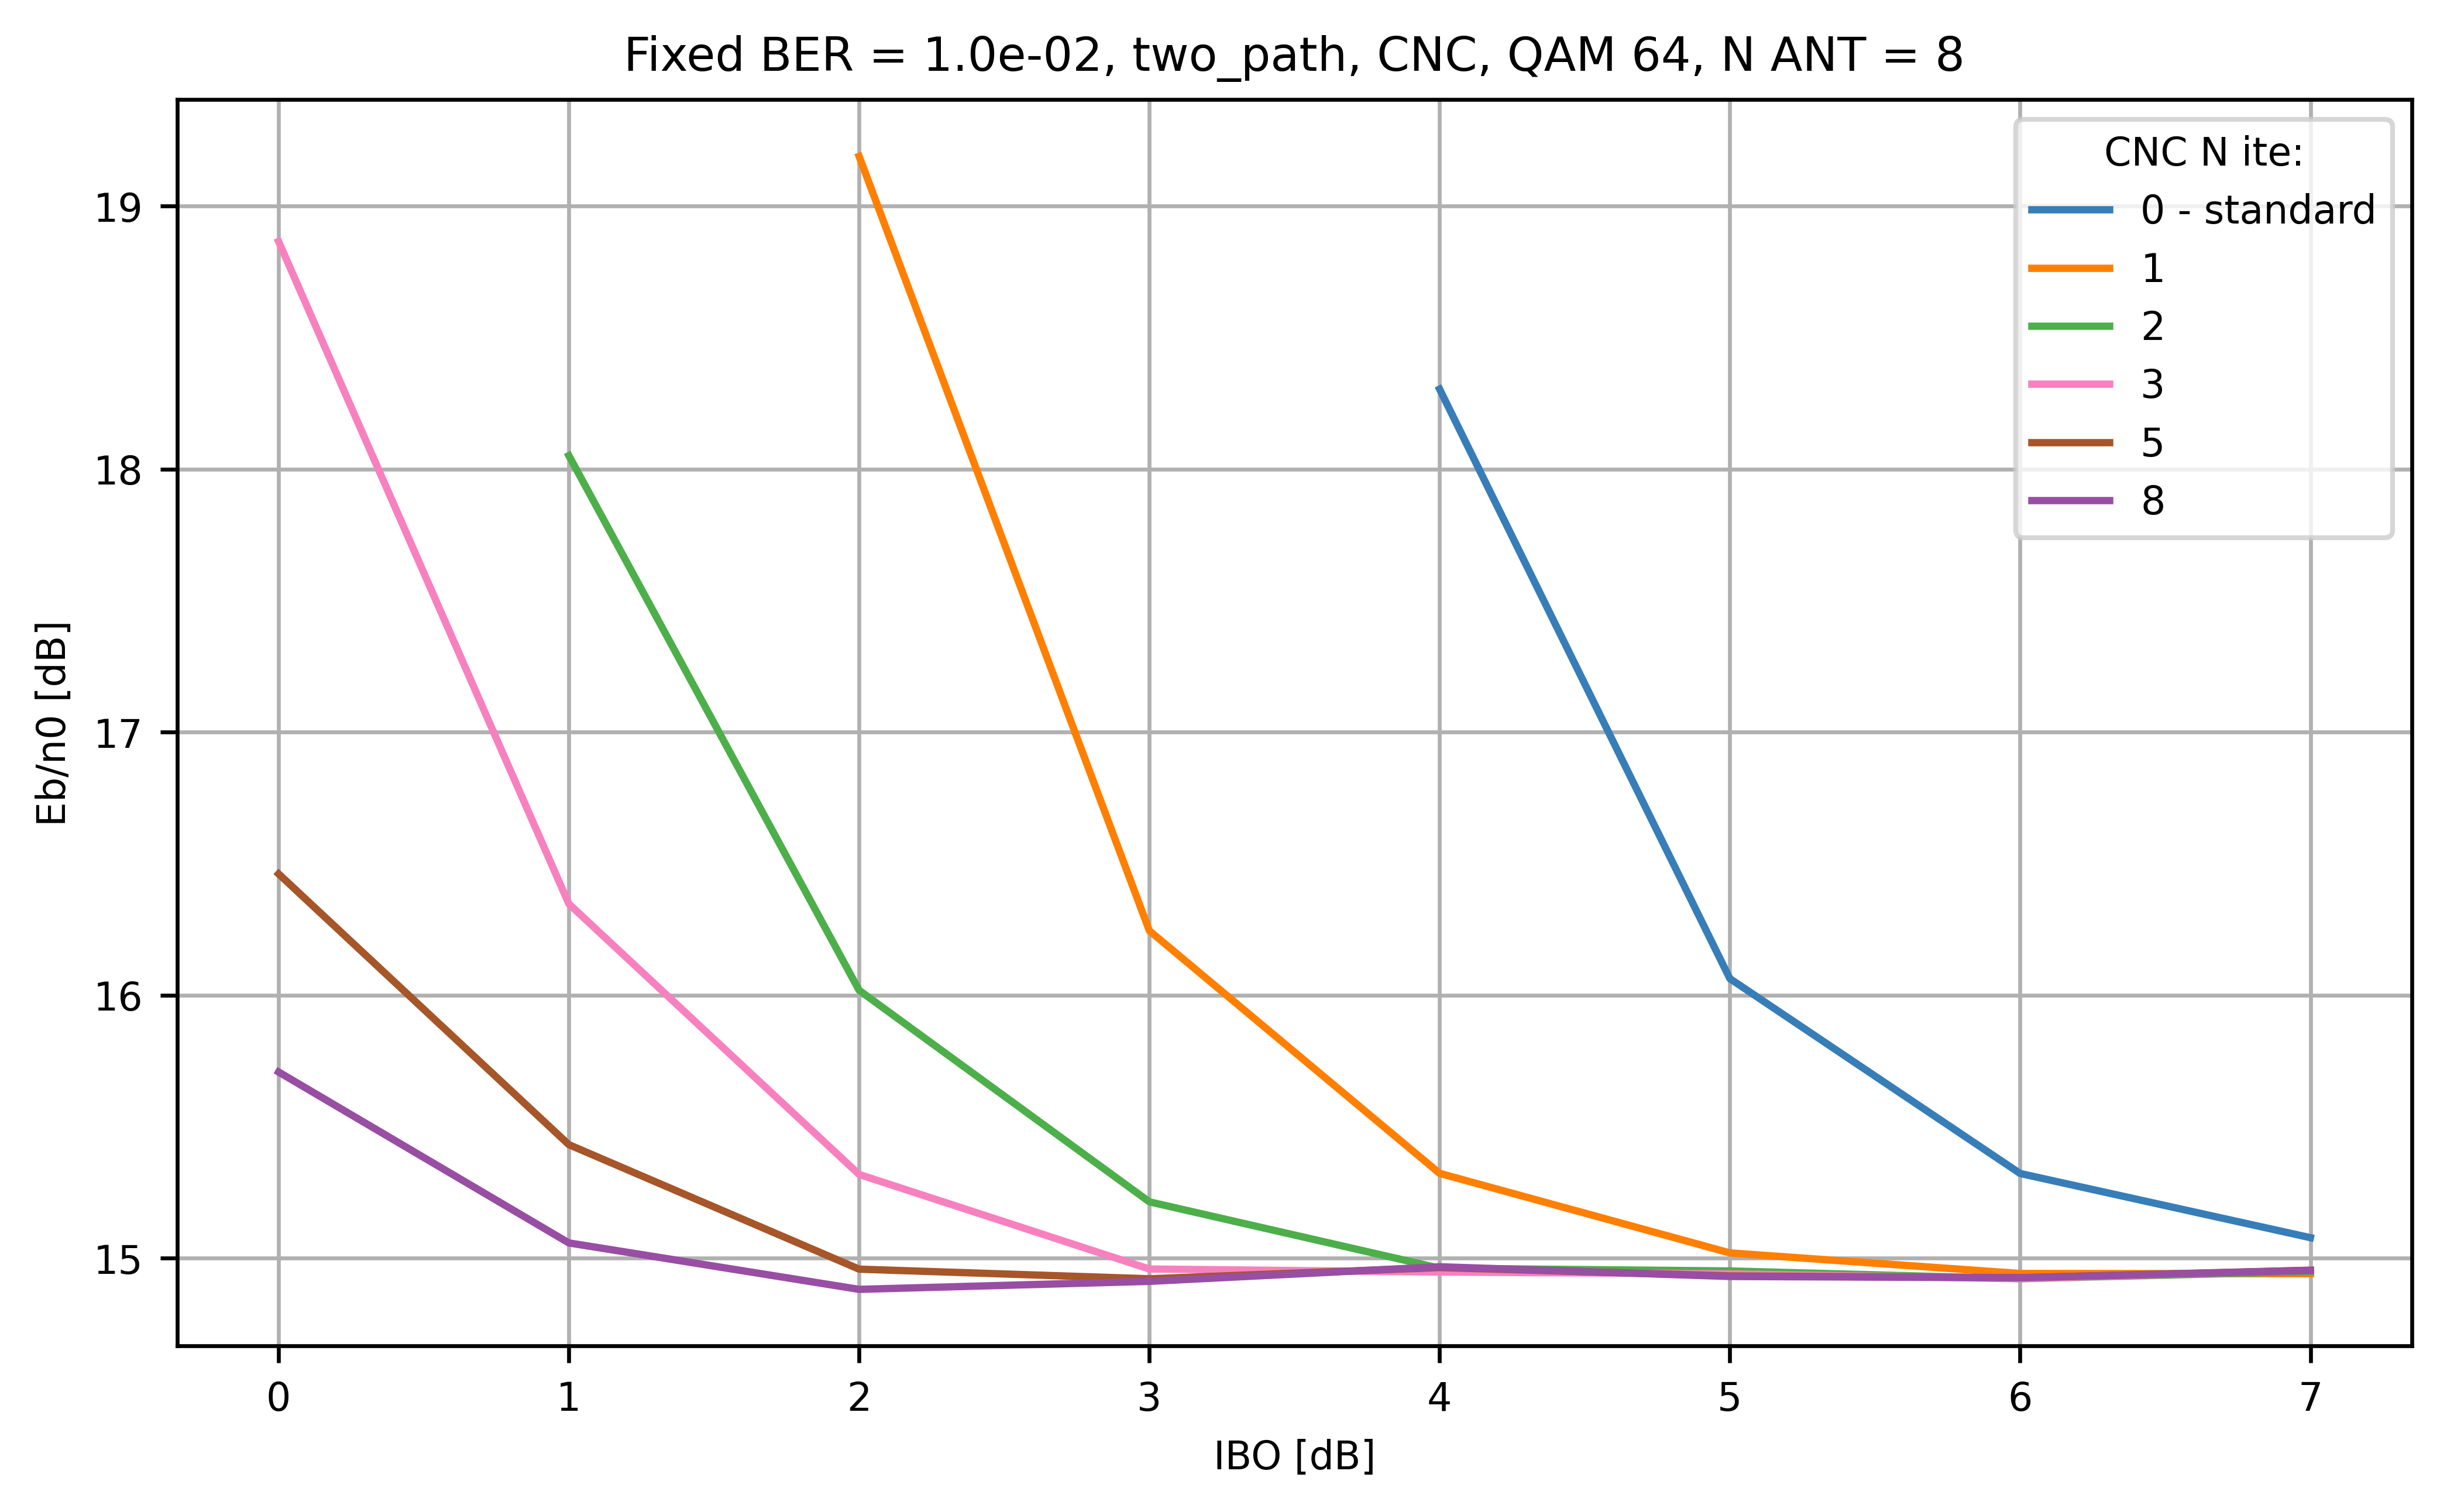 Fixed BER = 1.0e-02, two_path, CNC, QAM 64, N ANT = 8
CNC N ite:
0 - standard
1
2
3
5
8
Eb/n0 [dB]
19
18
17
16
15
0 1 2 3 4 5 6 7
IBO [dB]